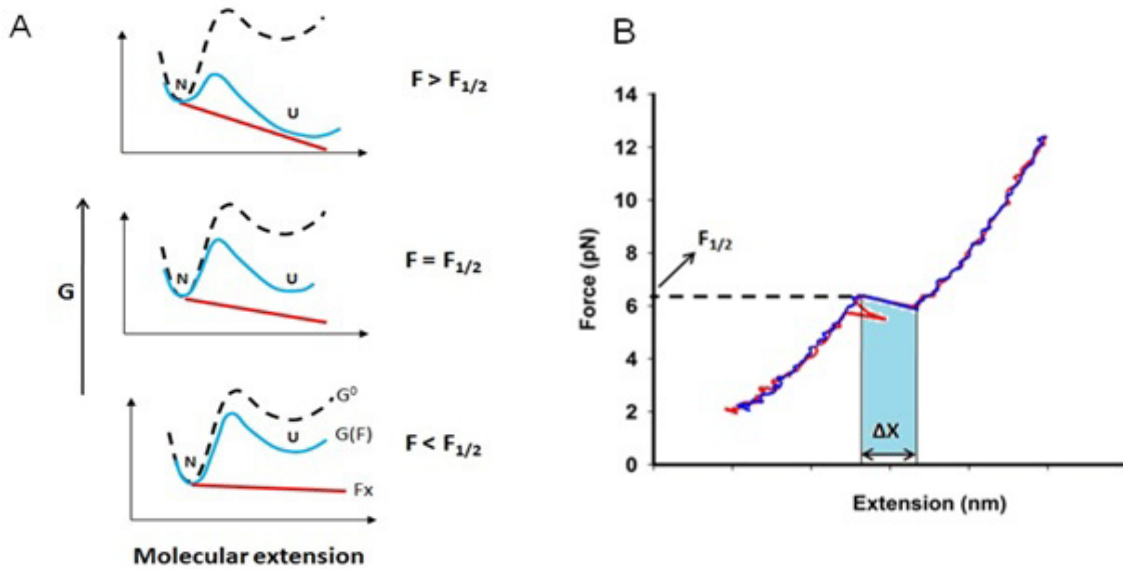 A
N
U
F > F1/2
G
N
U
F = F1/2
N
U
G0
G(F)
Fx
F < F1/2
Molecular extension
B
14
12
10
8
6
4
2
0
Force (pN)
F1/2
ΔX
Extension (nm)